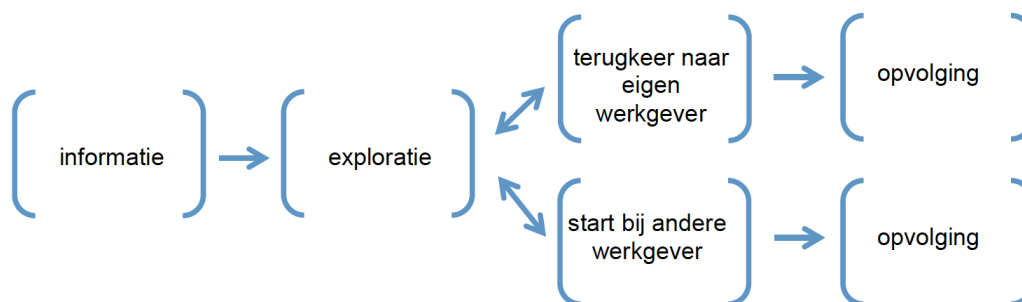 informatie
exploratie
terugkeer naar
eigen
werkgever
opvolging
start bij andere
werkgever
opvolging